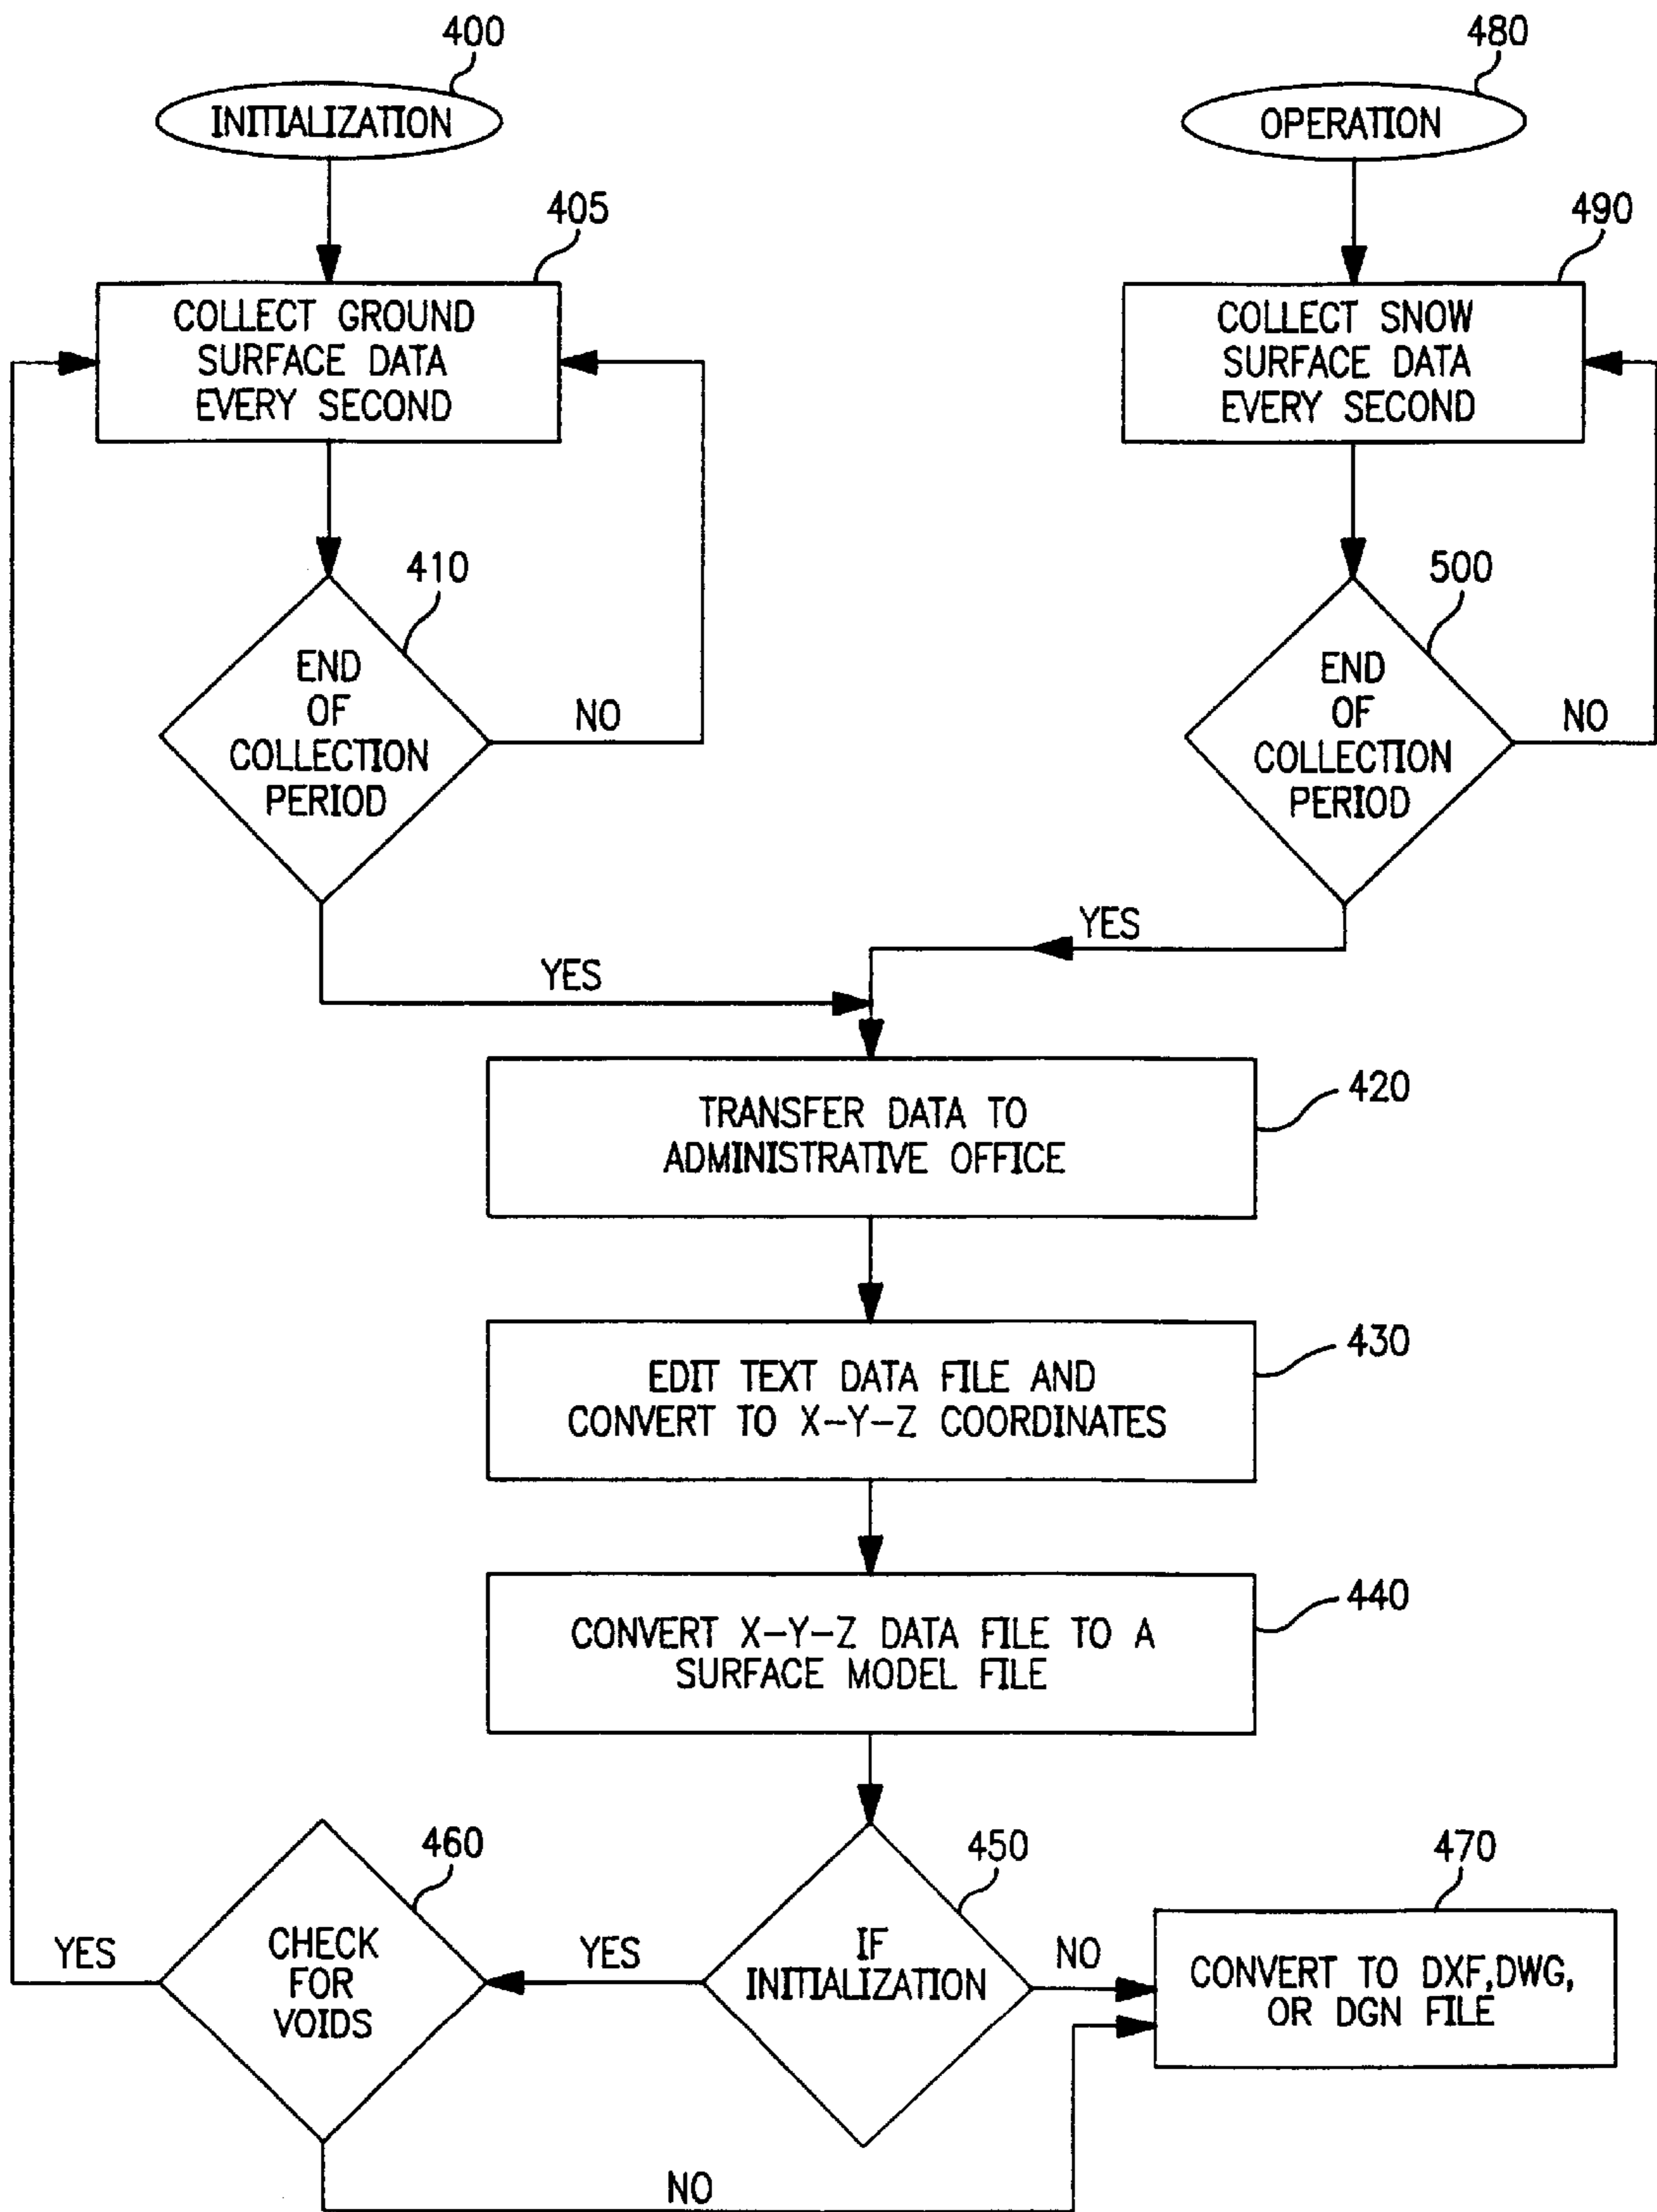 400
INITIALIZATION
480
OPERATION
405
COLLECT GROUND
SURFACE DATA
EVERY SECOND
490
COLLECT SNOW
SURFACE DATA
EVERY SECOND
410
END
OF
COLLECTION
PERIOD
NO
500
END
OF
COLLECTION
PERIOD
NO
YES
YES
420
TRANSFER DATA TO
ADMINISTRATIVE OFFICE
430
EDIT TEXT DATA FILE AND
CONVERT TO X-Y-Z COORDINATES
440
CONVERT X-Y-Z DATA FILE TO A
SURFACE MODEL FILE
460
CHECK
FOR
VOIDS
YES
YES
450
IF
INITIALIZATION
NO
470
CONVERT TO DXF,DWG,
OR DGN FILE
NO